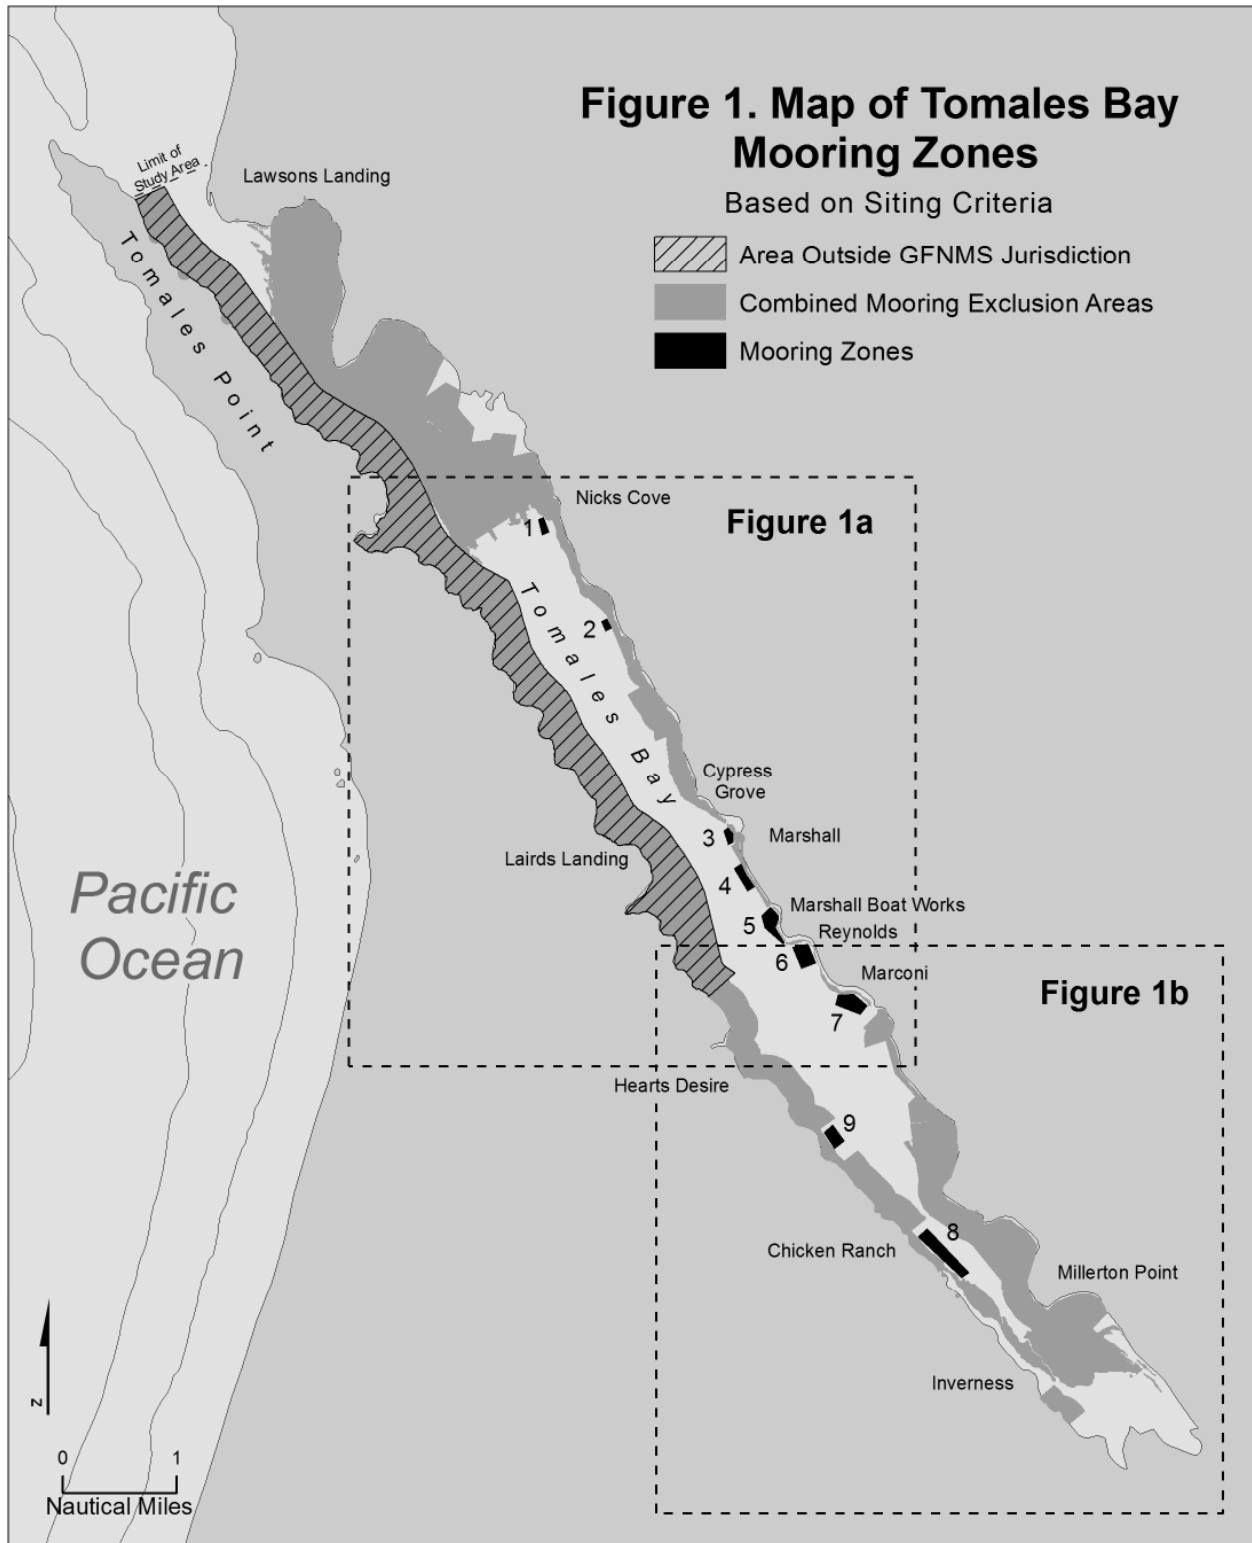 Figure 1. Map of Tomales Bay
Mooring Zones
Based on Siting Criteria
Area Outside GFNMS Jurisdiction
Combined Mooring Exclusion Areas
Mooring Zones
Limit of
Study Area
Lawsons Landing
Tomales Point
Nicks Cove
Figure 1a
1
Tomales Bay
2
Cypress
Grove
3
Marshall
Lairds Landing
4
Marshall Boat Works
5
Reynolds
6
Marconi
Pacific
Ocean
Figure 1b
7
Hearts Desire
9
8
Chicken Ranch
Millerton Point
Inverness
N
0 1
Nautical Miles